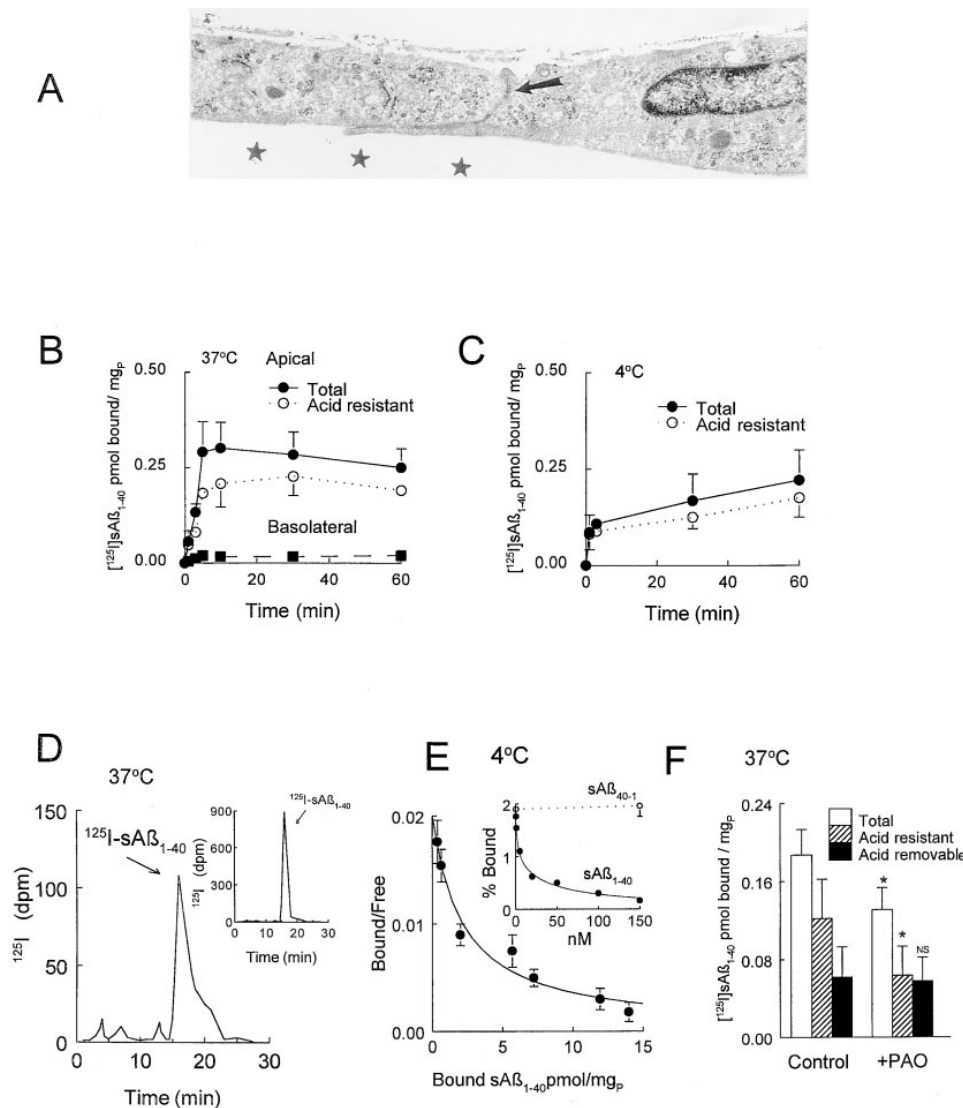 A
B
37°C Apical
Total
Acid resistant
Basolateral
[¹²⁵I]sAß₁₋₄₀ pmol bound/ mgₚ
0.50
0.25
0.00
0 20 40 60
Time (min)
C
4°C
Total
Acid resistant
[¹²⁵I]sAß₁₋₄₀ pmol bound/ mgₚ
0.50
0.25
0.00
0 20 40 60
Time (min)
D
37°C
¹²⁵I (dpm)
150
100
50
0
0 10 20 30
Time (min)
¹²⁵I-sAß₁₋₄₀
¹²⁵I (dpm)
900
600
300
0
0 10 20 30
Time (min)
¹²⁵I-sAß₁₋₄₀
E
4°C
Bound/Free
0.02
0.01
0.00
0 5 10 15
Bound sAß₁₋₄₀pmol/mgₚ
% Bound
2
1
0
0 50 100 150
nM
sAß₄₀₋₁
sAß₁₋₄₀
F
37°C
Total
Acid resistant
Acid removable
[¹²⁵I]sAß₁₋₄₀ pmol bound / mgₚ
0.24
0.16
0.08
0.00
* * NS
Control +PAO